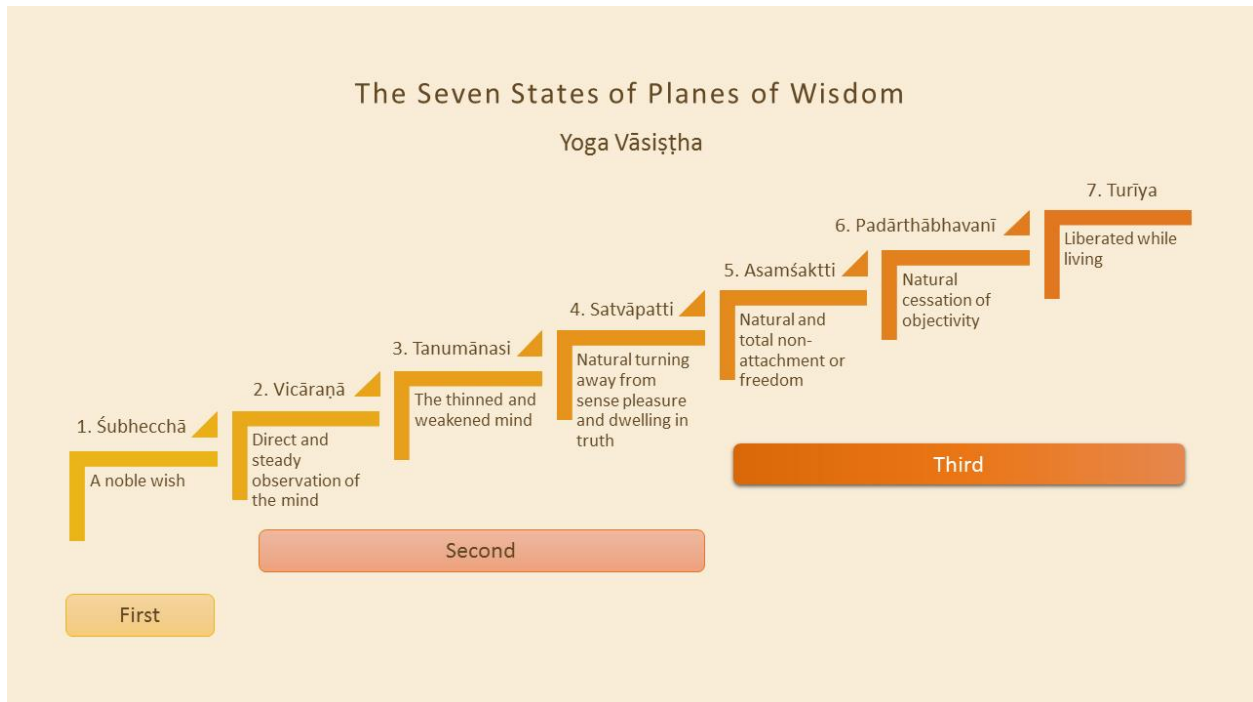 The Seven States of Planes of Wisdom
Yoga Vāsiṣṭha
1. Śubhecchā
A noble wish
2. Vicāraṇā
Direct and
steady
observation of
the mind
3. Tanumānasi
The thinned and
weakened mind
4. Satvāpatti
Natural turning
away from
sense pleasure
and dwelling in
truth
5. Asamśaktti
Natural and
total non-
attachment or
freedom
6. Padārthābhavanī
Natural
cessation of
objectivity
7. Turīya
Liberated while
living
First
Second
Third